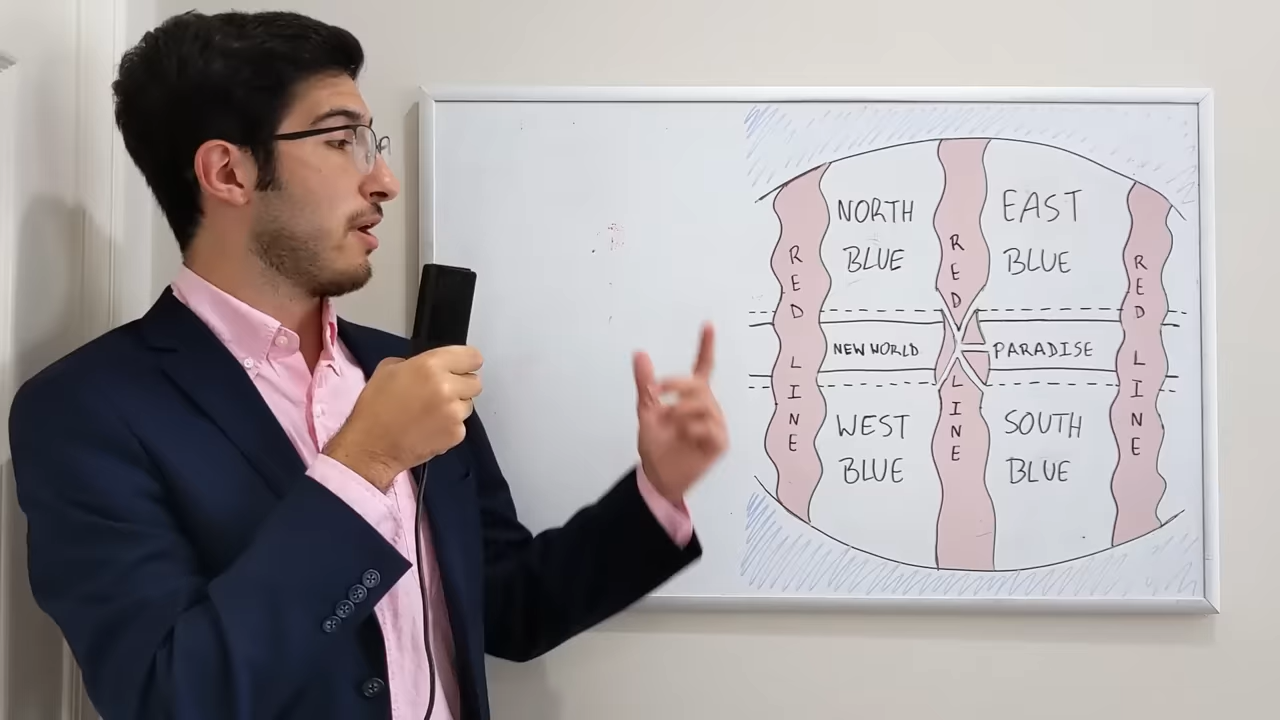 NORTH
BLUE
EAST
BLUE
RED LINE
RED LINE
RED LINE
NEW WORLD
PARADISE
WEST
BLUE
SOUTH
BLUE